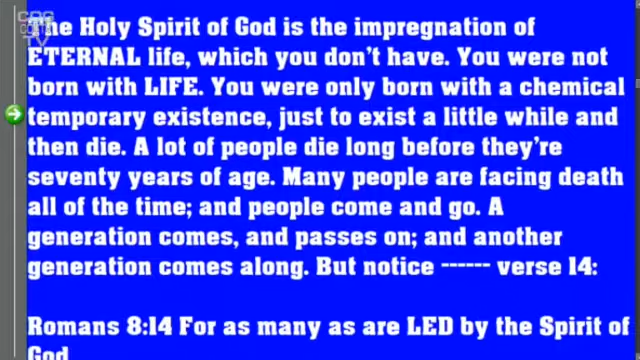 The Holy Spirit of God is the impregnation of
ETERNAL life, which you don't have. You were not
born with LIFE. You were only born with a chemical
temporary existence, just to exist a little while and
then die. A lot of people die long before they're
seventy years of age. Many people are facing death
all of the time; and people come and go. A
generation comes, and passes on; and another
generation comes along. But notice ------ verse 14:
Romans 8:14 For as many as are LED by the Spirit of
God